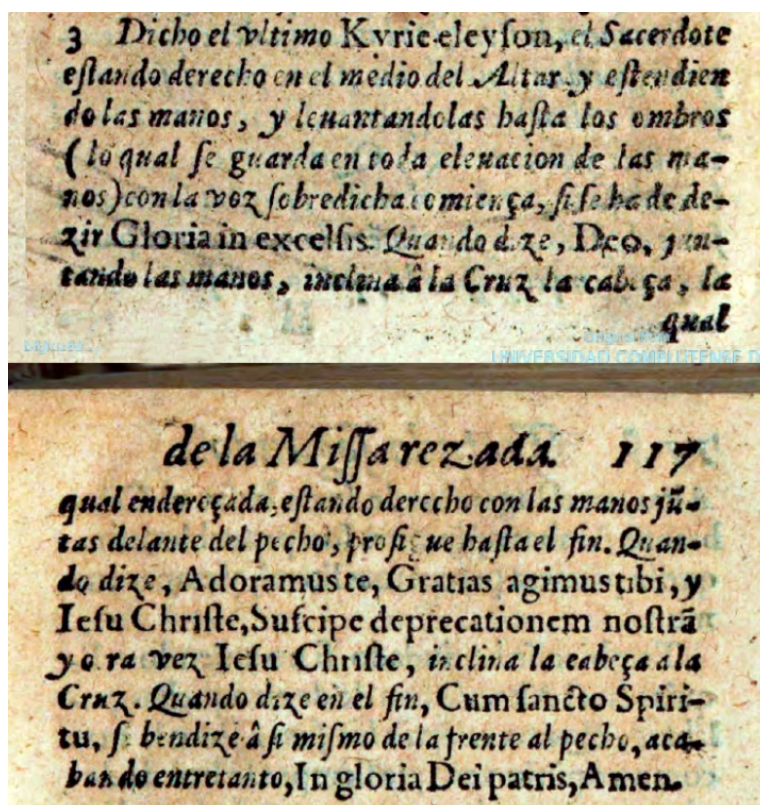 3 Dicho el vltimo Kyrie eleyſon, el Sacerdote
eſtando derecho en el medio del Altar y eſtendien
do las manos, y leuantandolas haſta los ombros
(lo qual ſe guarda en toda eleuacion de las ma-
nos) con la voz ſobredicha comiença, ſi ſe ha de de-
zir Gloria in excelſis. Quando dize, Deo, jun-
tando las manos, inclina â la Cruz la cabeça, la
qual
UNIVERSIDAD COMPLUTENSE D
de la Miſſa rezada. 117
qual endereçada, eſtando derecho con las manos jũ-
tas delante del pecho, proſigue haſta el fin. Quan-
do dize, Adoramus te, Gratias agimus tibi, y
Ieſu Chriſte, Suſcipe deprecationem noſtrã
y o ra vez Ieſu Chriſte, inclina la cabeça a la
Cruz. Quando dize en el fin, Cum ſancto Spiri-
tu, ſe bendize â ſi miſmo de la frente al pecho, aca-
bando entretanto, In gloria Dei patris, Amen.